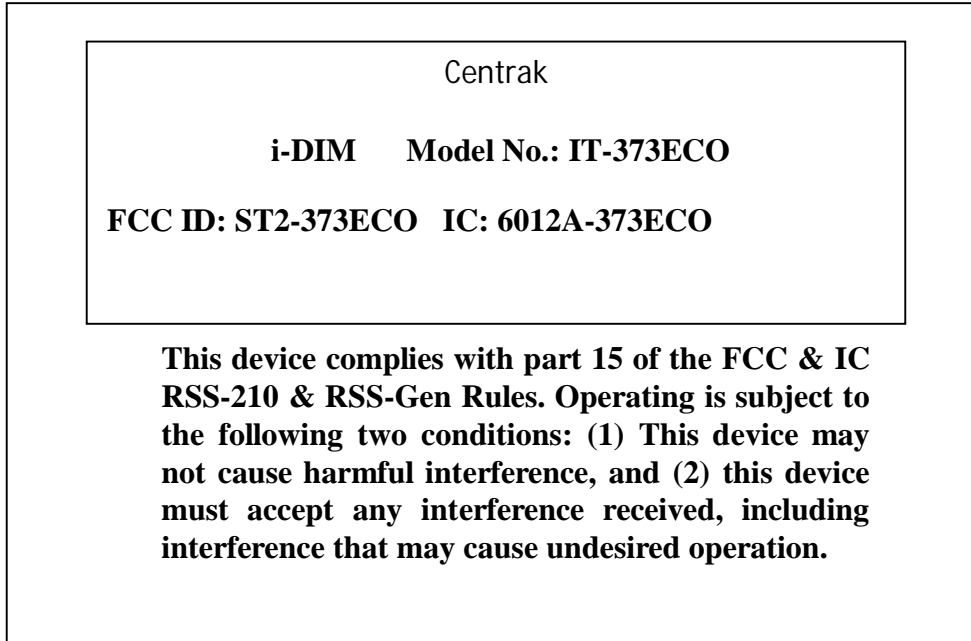 Centrak
i-DIM Model No.: IT-373ECO
FCC ID: ST2-373ECO IC: 6012A-373ECO
This device complies with part 15 of the FCC & IC
RSS-210 & RSS-Gen Rules. Operating is subject to
the following two conditions: (1) This device may
not cause harmful interference, and (2) this device
must accept any interference received, including
interference that may cause undesired operation.